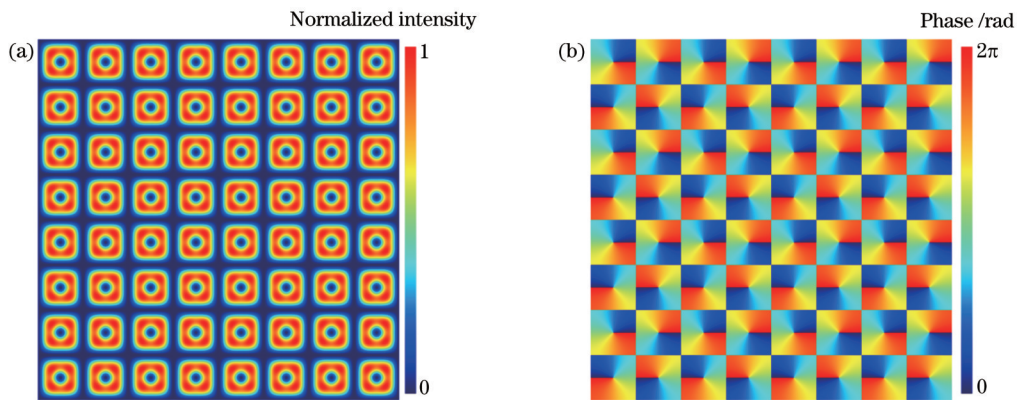 Normalized intensity
(a)
1
0
Phase /rad
(b)
2π
0